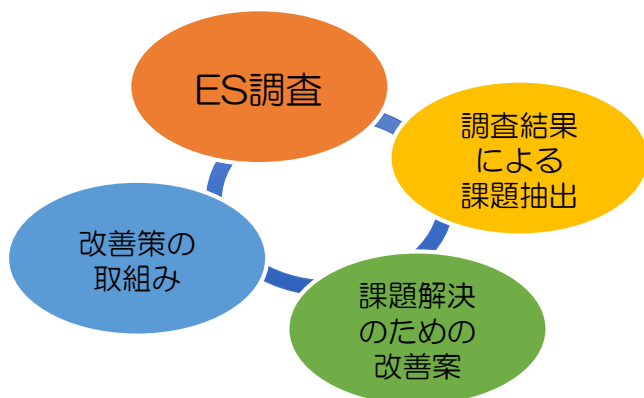 ES調査
調査結果
による
課題抽出
課題解決
のための
改善案
改善策の
取組み